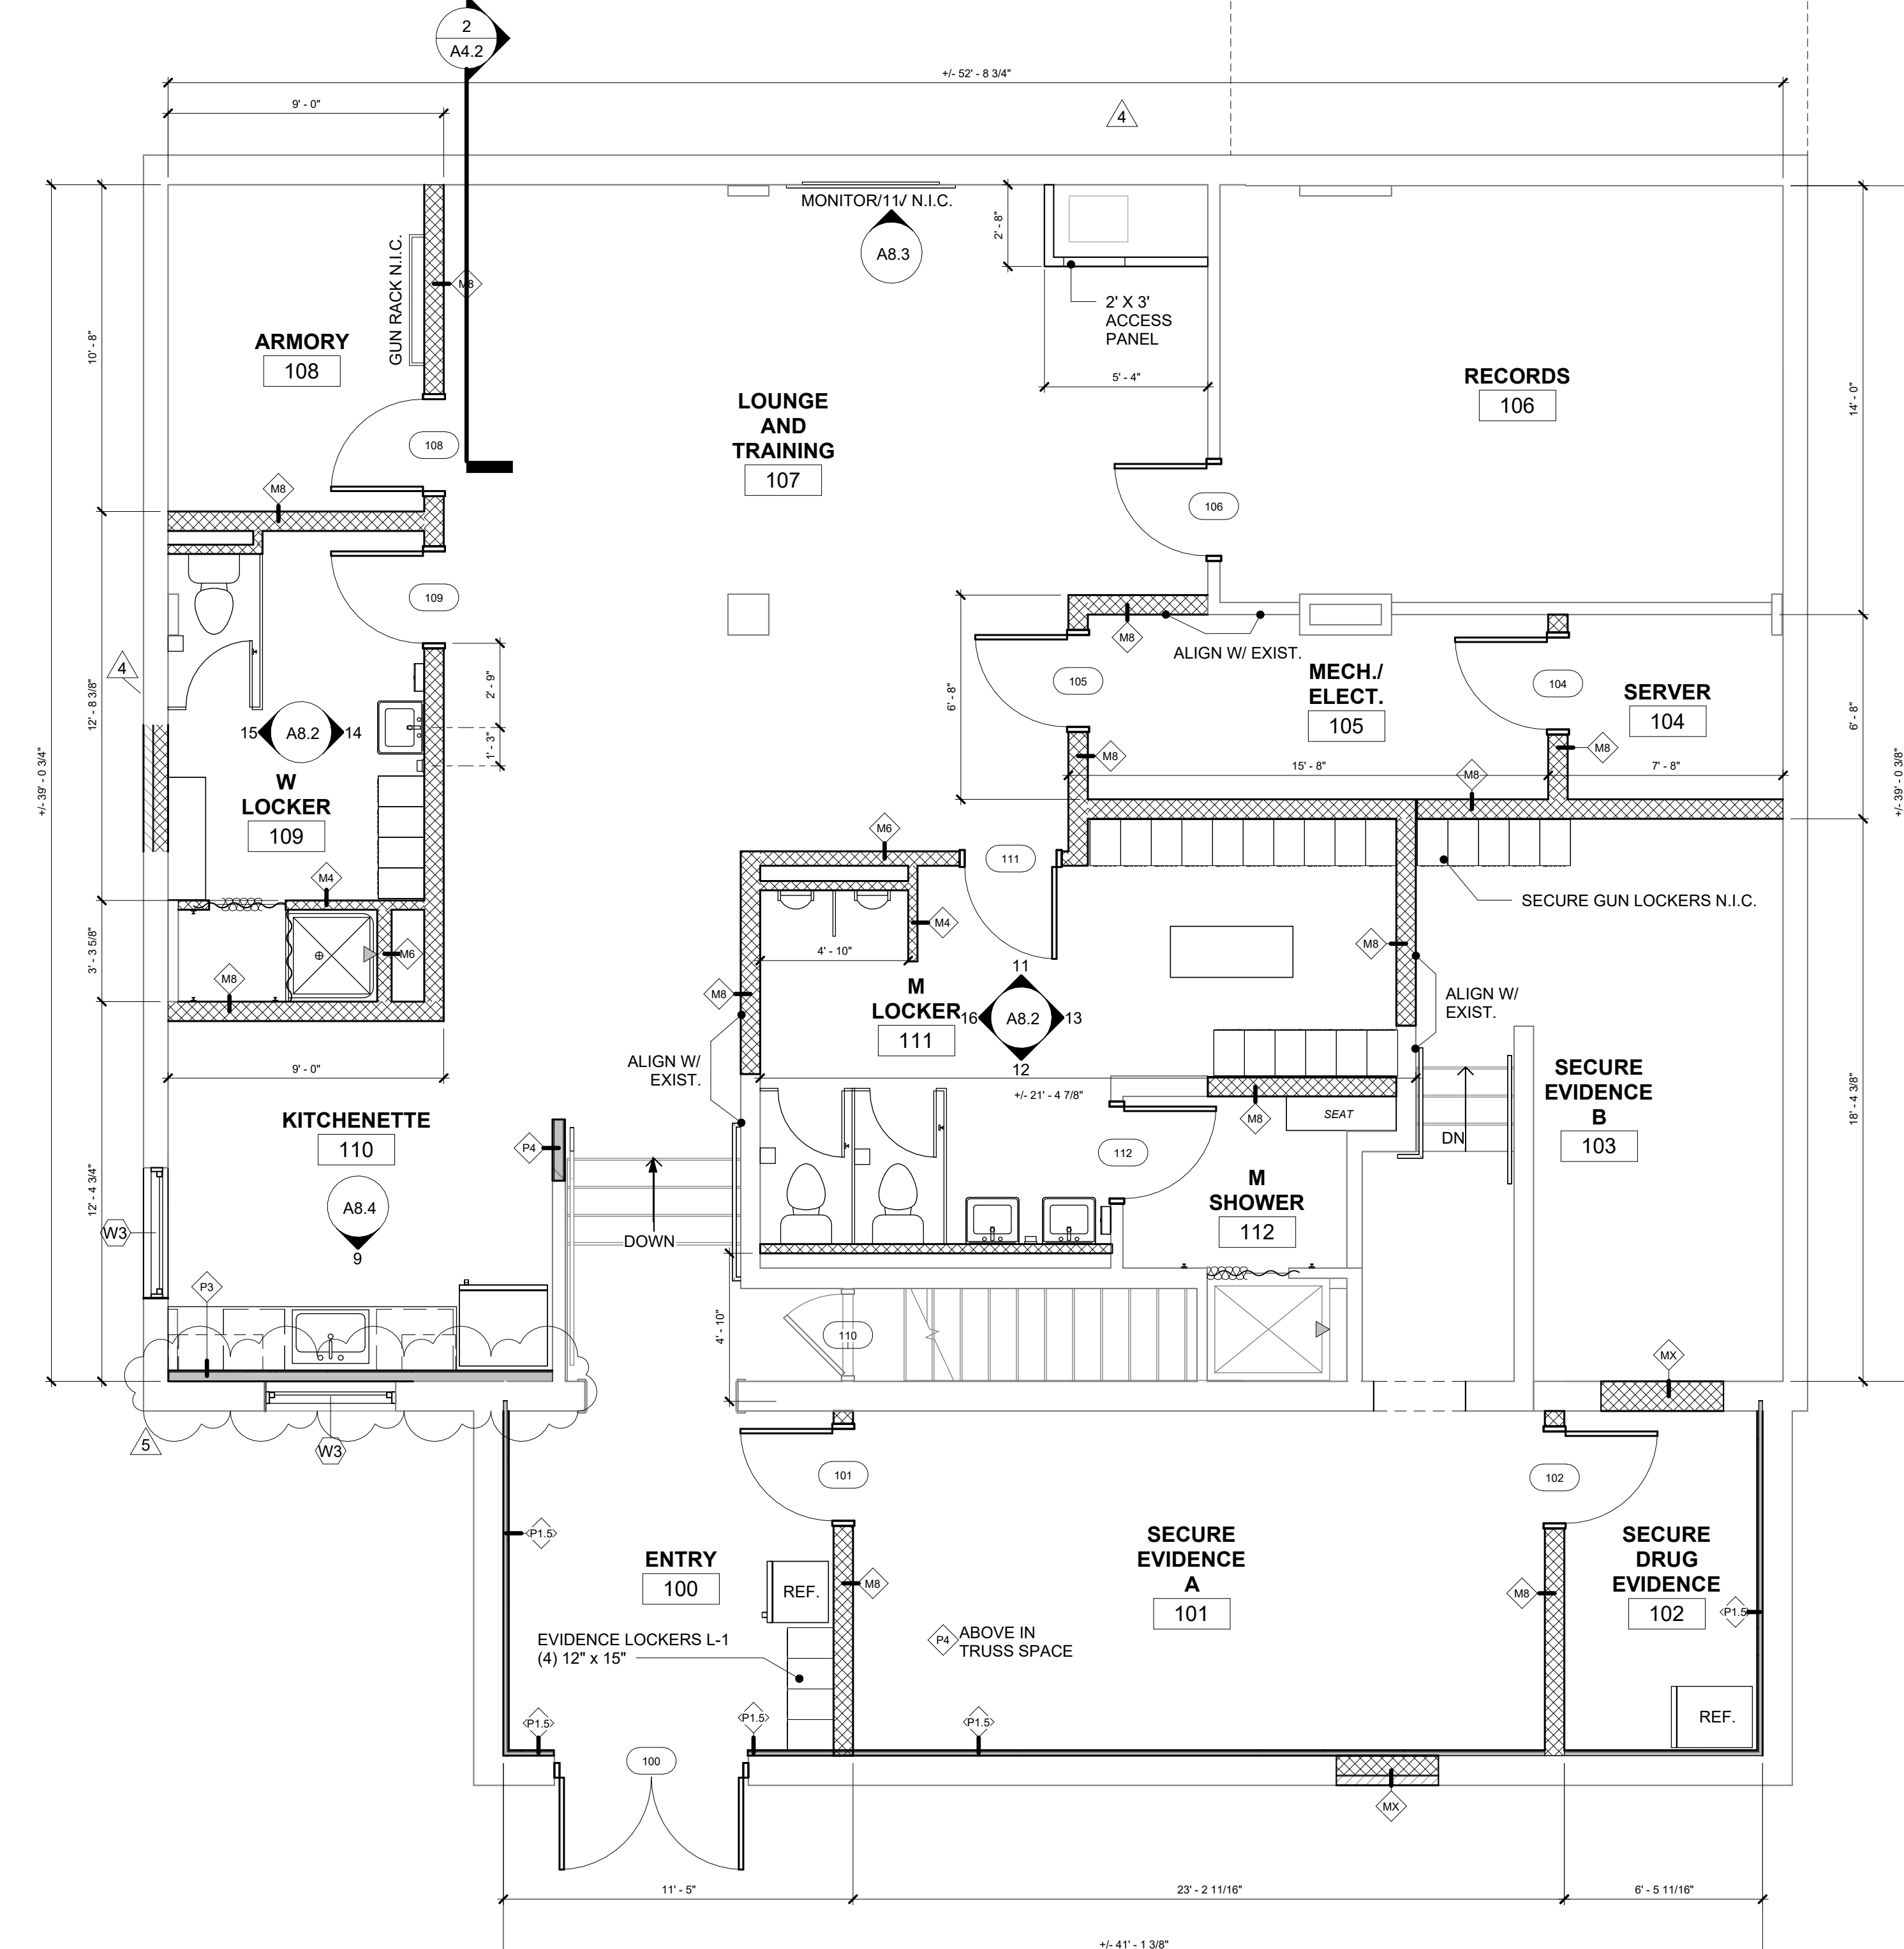 2
A4.2
+/- 52' - 8 3/4"
9' - 0"
4
MONITOR/11/ N.I.C.
A8.3
2' - 8"
GUN RACK N.I.C.
M8
2' X 3'
ACCESS
PANEL
5' - 4"
ARMORY
108
10' - 8"
LOUNGE
AND
TRAINING
107
RECORDS
106
14' - 0"
108
M8
106
109
4
12' - 8 3/8"
2' - 9"
1' - 3"
15
A8.2
14
W
LOCKER
109
+/- 39' - 0 3/4"
6' - 8"
M8
ALIGN W/ EXIST.
105
MECH./
ELECT.
105
104
SERVER
104
6' - 8"
M8
M8
M8
15' - 8"
7' - 8"
+/- 39' - 0 3/8"
M6
111
M4
SECURE GUN LOCKERS N.I.C.
M4
M8
4' - 10"
3' - 3 5/8"
M6
M8
M8
M
LOCKER
111
11
16
A8.2
13
12
ALIGN W/
EXIST.
ALIGN W/
EXIST.
9' - 0"
+/- 21' - 4 7/8"
SECURE
EVIDENCE
B
103
18' - 4 3/8"
KITCHENETTE
110
P4
M8
SEAT
DN
112
M
SHOWER
112
A8.4
9
12' - 4 3/4"
W3
DOWN
P3
4' - 10"
110
MX
5
W3
101
102
P1.5
ENTRY
100
REF.
M8
SECURE
EVIDENCE
A
101
M8
SECURE
DRUG
EVIDENCE
102
P1.5
EVIDENCE LOCKERS L-1
(4) 12" x 15"
P4
ABOVE IN
TRUSS SPACE
REF.
P1.5
P1.5
P1.5
100
MX
11' - 5"
23' - 2 11/16"
6' - 5 11/16"
+/- 41' - 1 3/8"